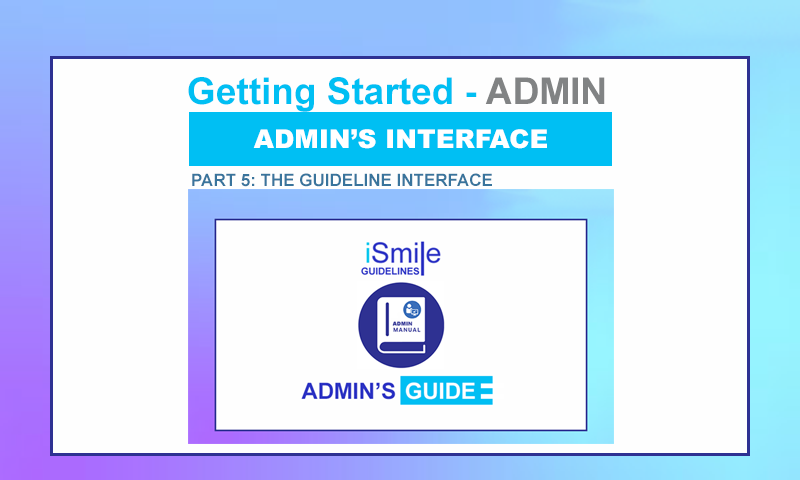 Getting Started - ADMIN
ADMIN'S INTERFACE
PART 5: THE GUIDELINE INTERFACE
iSmile
GUIDELINES
ADMIN
MANUAL
ADMIN'S GUIDE